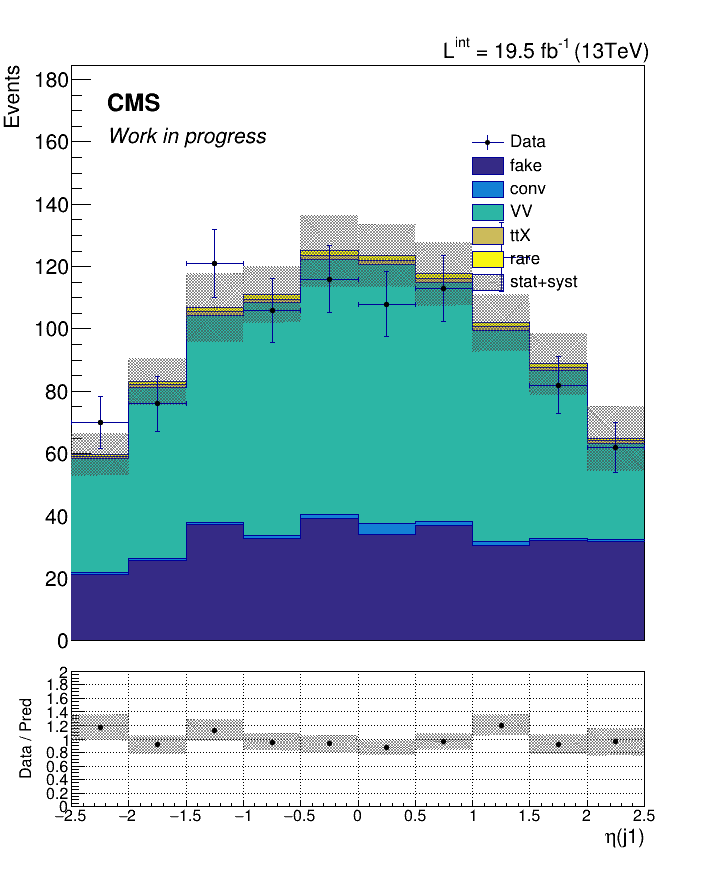 L^int = 19.5 fb^-1 (13TeV)
Events
180
160
140
120
100
80
60
40
20
0
CMS
Work in progress
Data
fake
conv
VV
ttX
rare
stat+syst
Data / Pred
2
1.8
1.6
1.4
1.2
1
0.8
0.6
0.4
0.2
0
−2.5 −2 −1.5 −1 −0.5 0 0.5 1 1.5 2 2.5
η(j1)